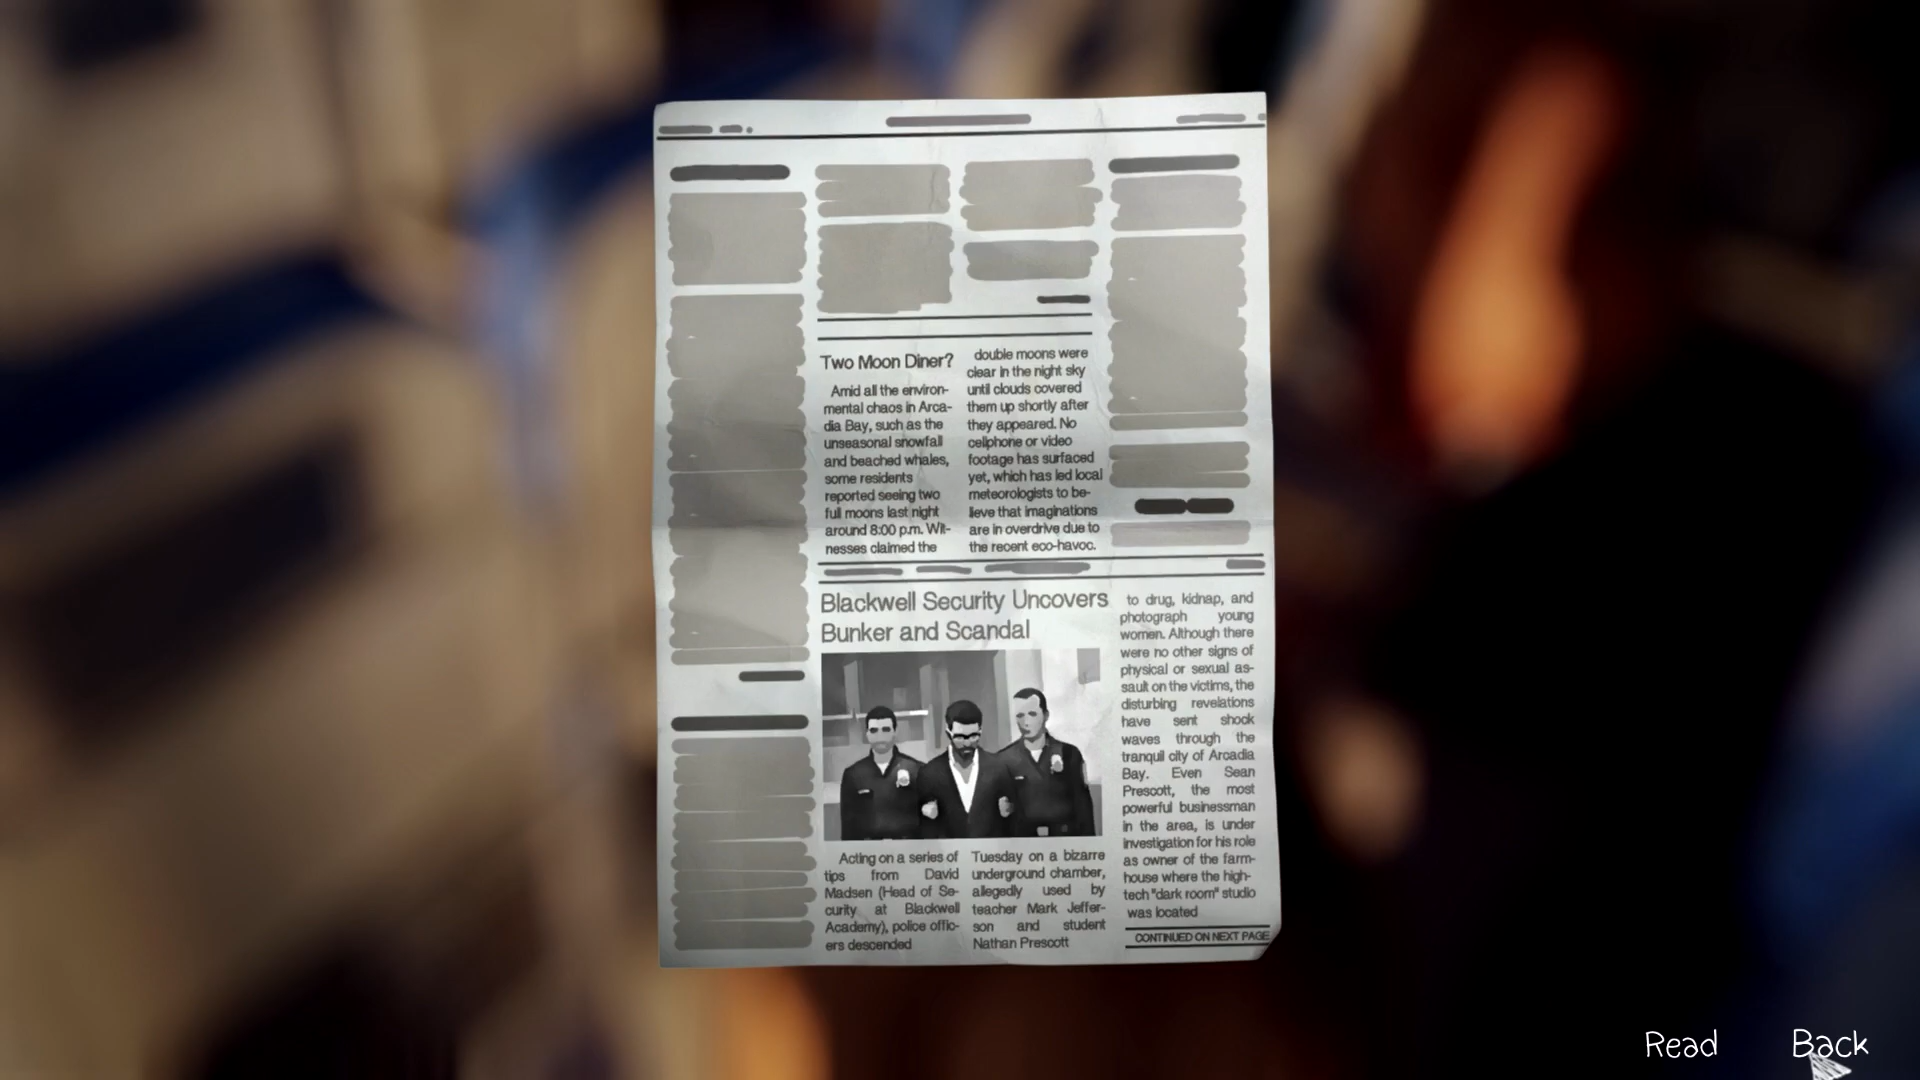 Two Moon Diner?
Amid all the environ-
mental chaos in Arca-
dia Bay, such as the
unseasonal snowfall
and beached whales,
some residents
reported seeing two
full moons last night
around 8:00 p.m. Wit-
nesses claimed the
double moons were
clear in the night sky
until clouds covered
them up shortly after
they appeared. No
cellphone or video
footage has surfaced
yet, which has led local
meteorologists to be-
lieve that imaginations
are in overdrive due to
the recent eco-havoc.
Blackwell Security Uncovers
Bunker and Scandal
Acting on a series of
tips from David
Madsen (Head of Se-
curity at Blackwell
Academy), police offic-
ers descended
Tuesday on a bizarre
underground chamber,
allegedly used by
teacher Mark Jeffer-
son and student
Nathan Prescott
to drug, kidnap, and
photograph young
women. Although there
were no other signs of
physical or sexual as-
sault on the victims, the
disturbing revelations
have sent shock
waves through the
tranquil city of Arcadia
Bay. Even Sean
Prescott, the most
powerful businessman
in the area, is under
investigation for his role
as owner of the farm-
house where the high-
tech "dark room" studio
was located
CONTINUED ON NEXT PAGE
Read
Back